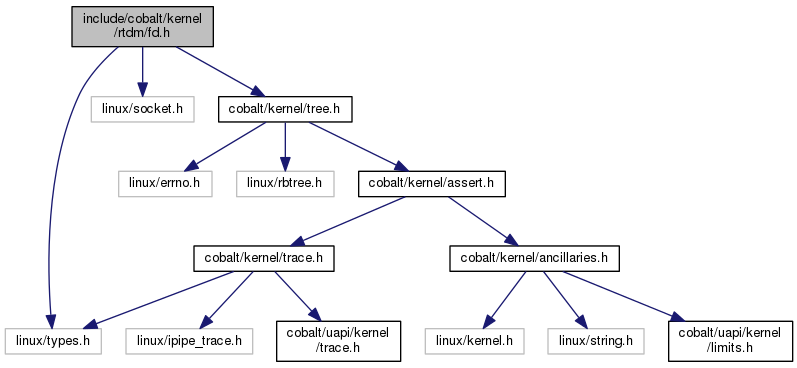 include/cobalt/kernel
/rtdm/fd.h
linux/socket.h
cobalt/kernel/tree.h
linux/errno.h
linux/rbtree.h
cobalt/kernel/assert.h
cobalt/kernel/trace.h
cobalt/kernel/ancillaries.h
linux/types.h
linux/ipipe_trace.h
cobalt/uapi/kernel
/trace.h
linux/kernel.h
linux/string.h
cobalt/uapi/kernel
/limits.h